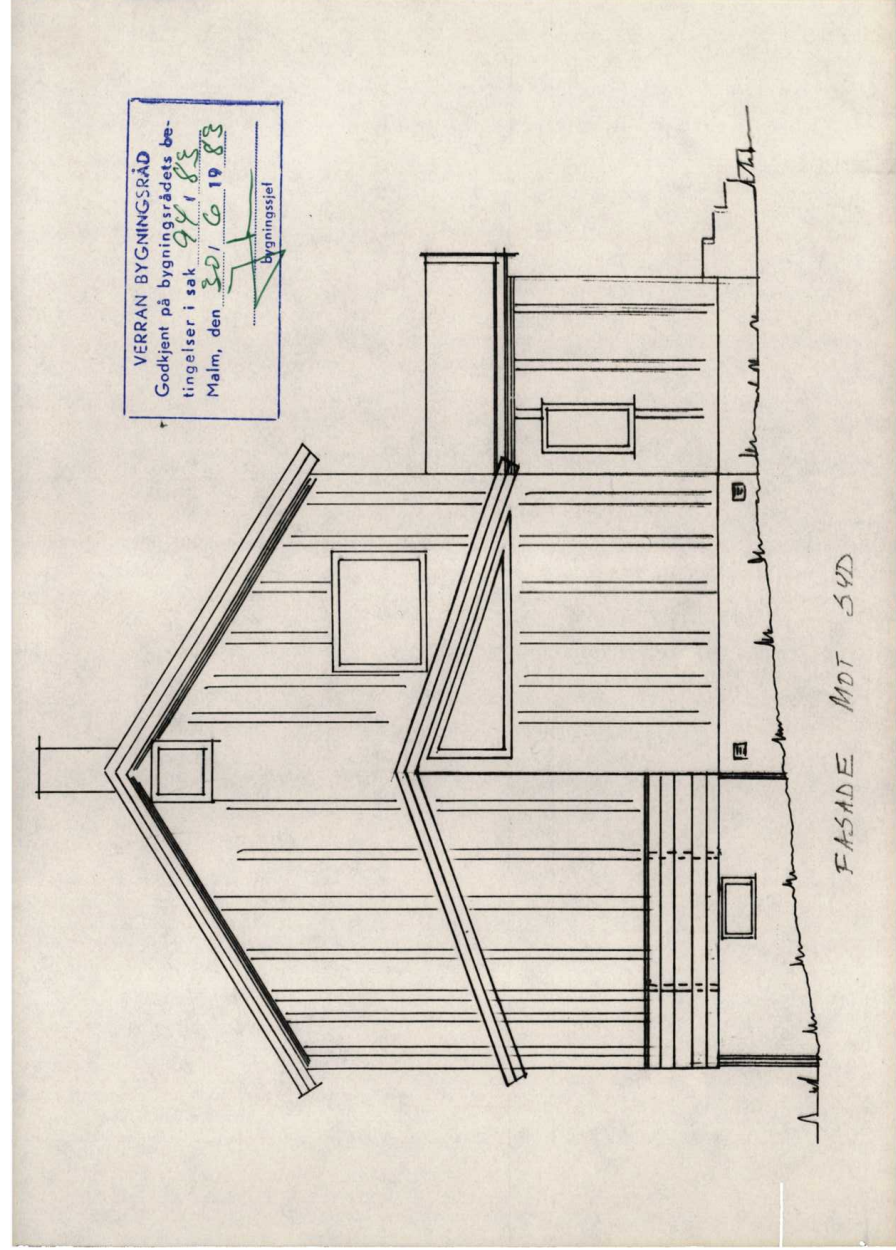 VERRAN BYGNINGSRÅD
Godkjent på bygningsrådets be-
tingelser i sak 94/83
Malm, den 30/6 1983
bygningssjef
FASADE MOT SYD